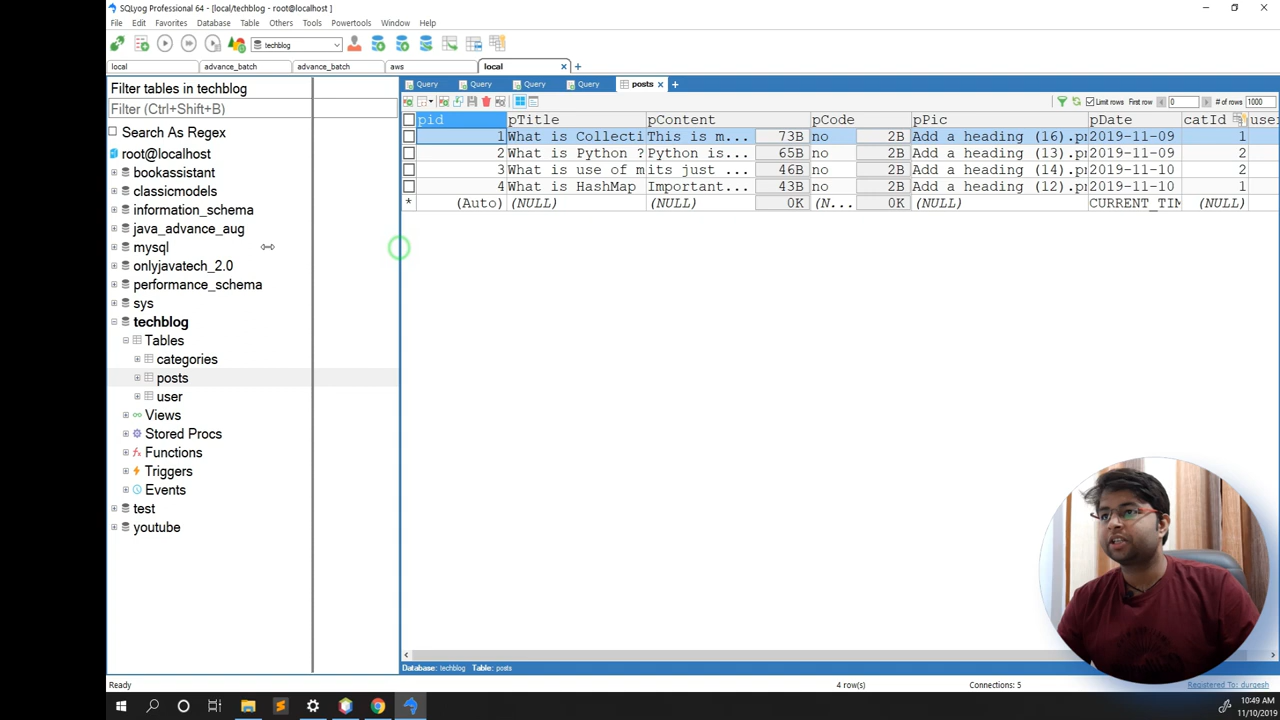 SQLyog Professional 64 - [local/techblog - root@localhost ]
File Edit Favorites Database Table Others Tools Powertools Window Help
techblog
local advance_batch advance_batch aws local
Filter tables in techblog
Filter (Ctrl+Shift+B)
Search As Regex
root@localhost
bookassistant
classicmodels
information_schema
java_advance_aug
mysql
onlyjavatech_2.0
performance_schema
sys
techblog
Tables
categories
posts
user
Views
Stored Procs
Functions
Triggers
Events
test
youtube
Query Query Query Query posts
Limit rows First row 0 # of rows 1000
pid pTitle pContent pCode pPic pDate catId user
1 What is Collecti This is m... 73B no 2B Add a heading (16).pn 2019-11-09 1
2 What is Python ? Python is... 65B no 2B Add a heading (13).pn 2019-11-09 2
3 What is use of m its just ... 46B no 2B Add a heading (14).pn 2019-11-10 2
4 What is HashMap Important... 43B no 2B Add a heading (12).pn 2019-11-10 1
* (Auto) (NULL) (NULL) 0K (N... 0K (NULL) CURRENT_TIM (NULL)
Database: techblog Table: posts
Ready 4 row(s) Connections: 5 Registered To: durgesh
10:49 AM
11/10/2019